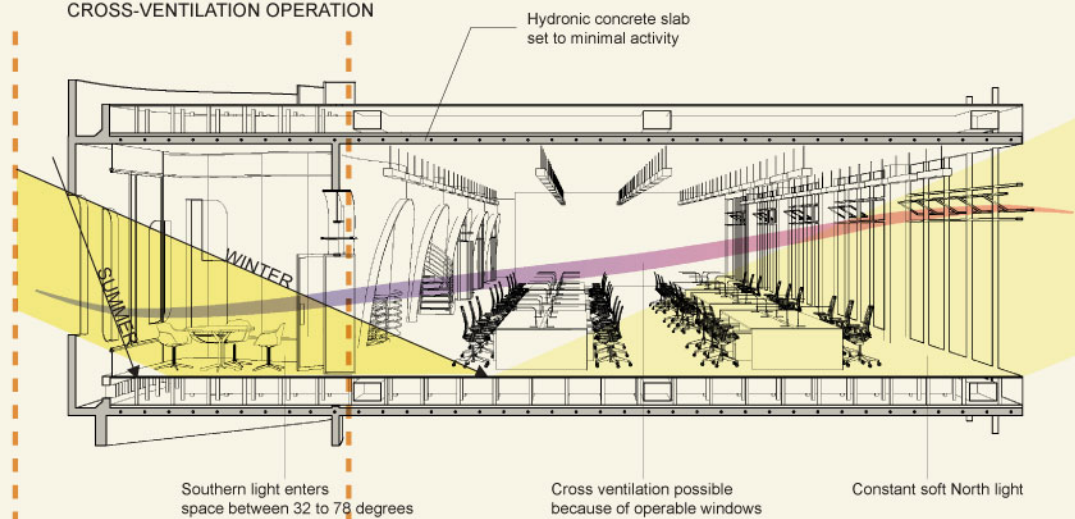 CROSS-VENTILATION OPERATION
Hydronic concrete slab
set to minimal activity
WINTER
SUMMER
Southern light enters
space between 32 to 78 degrees
Cross ventilation possible
because of operable windows
Constant soft North light